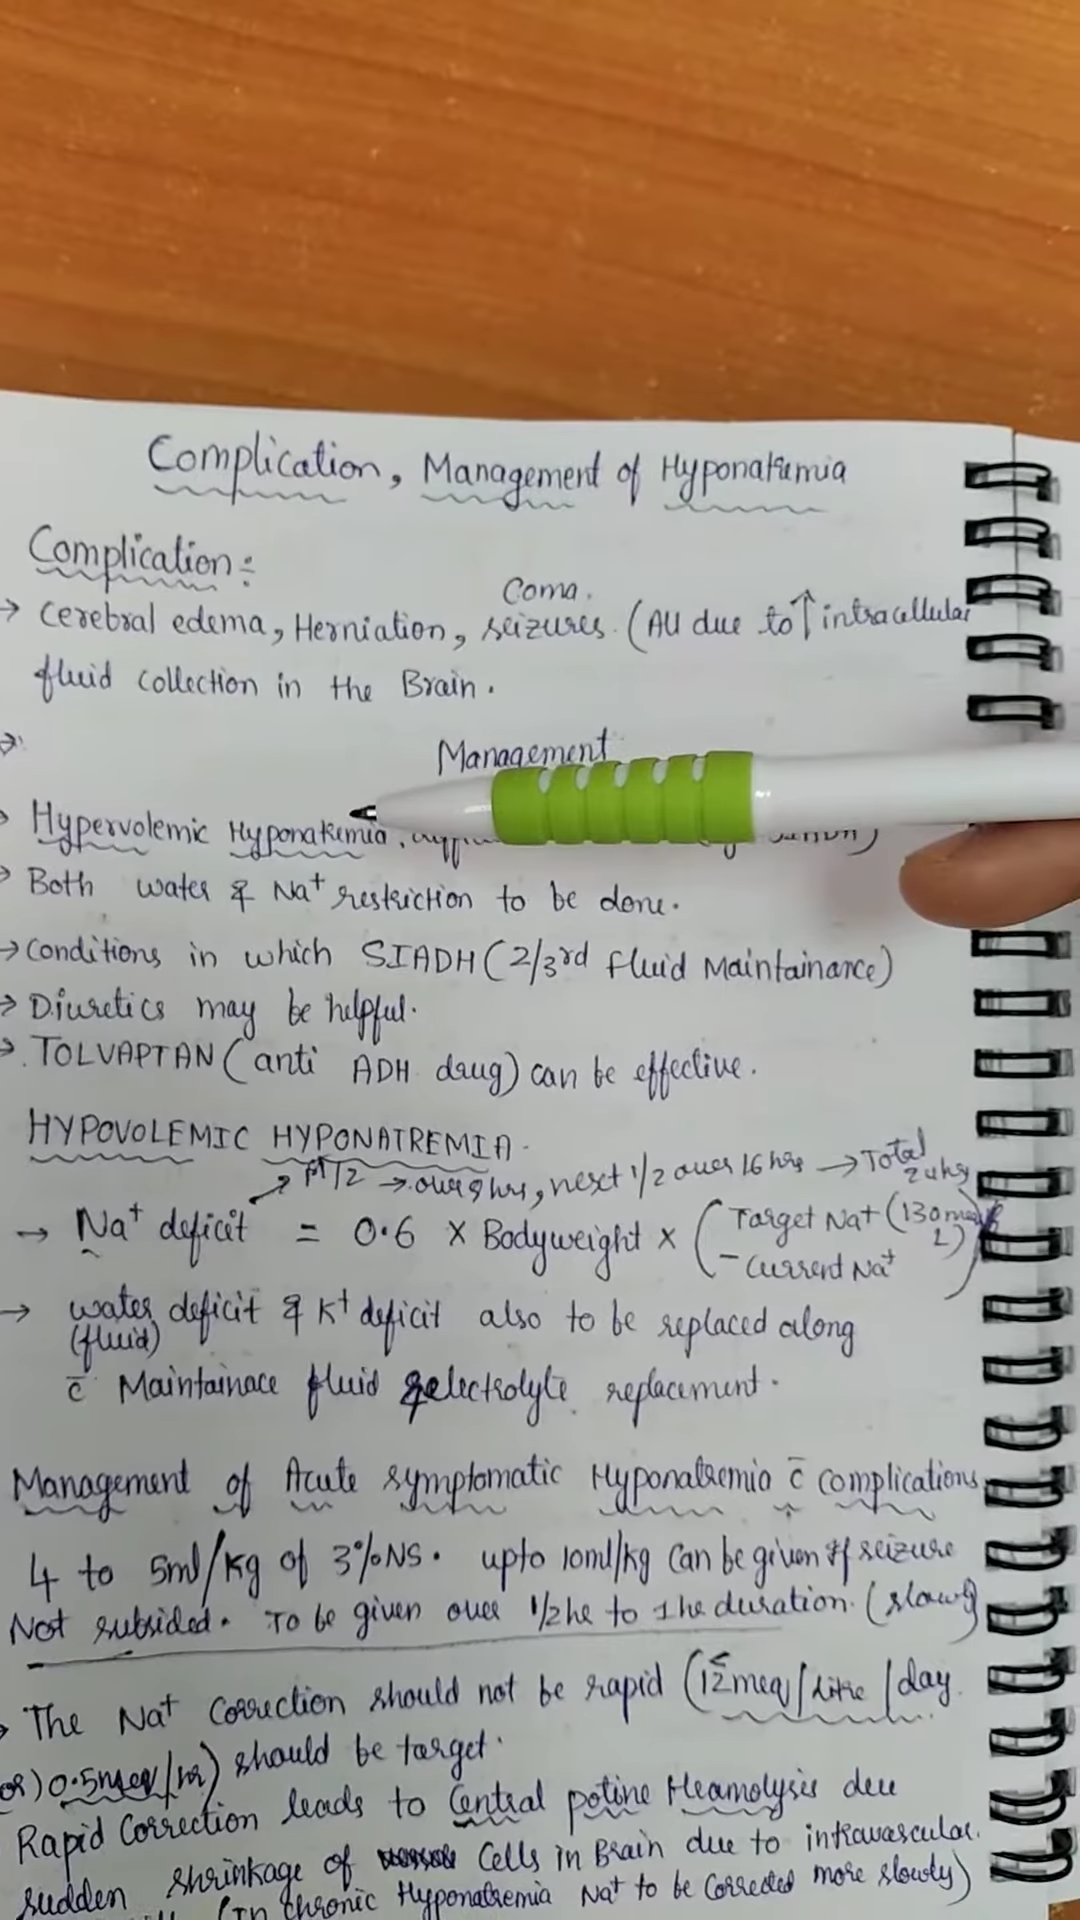 Complication, Management of Hyponatremia
Complication:
Coma.
→ Cerebral edema, Herniation, seizures. (All due to ↑ intracellular
fluid collection in the Brain.
→
Management
Hypervolemic Hyponatremia,
→ Both water & Na+ restriction to be done.
→ Conditions in which SIADH (2/3rd fluid Maintainance)
→ Diuretics may be helpful.
→ TOLVAPTAN (anti ADH drug) can be effective.
HYPOVOLEMIC HYPONATREMIA.
1/2 → over 8 hrs, next 1/2 over 16 hrs → Total 24 hrs
→ Na+ deficit = 0.6 × Bodyweight × (Target Na+ (130 meq/L)
- Current Na+)
→ water deficit & K+ deficit also to be replaced along
(fluid)
c̄ Maintainace fluid & electrolyte replacement.
Management of Acute symptomatic Hyponatremia c̄ complications
4 to 5ml/kg of 3%NS. upto 10ml/kg Can be given if seizure
Not subsided. To be given over 1/2 hr to 1 hr duration. (slowly)
→ The Na+ Correction should not be rapid (≤12meq/litre/day
or) 0.5meq/hr) should be target.
Rapid Correction leads to Central potine Heamolysis due
sudden shrinkage of Cells in Brain due to intravascular
(In chronic Hyponatremia Na+ to be Corrected more slowly)